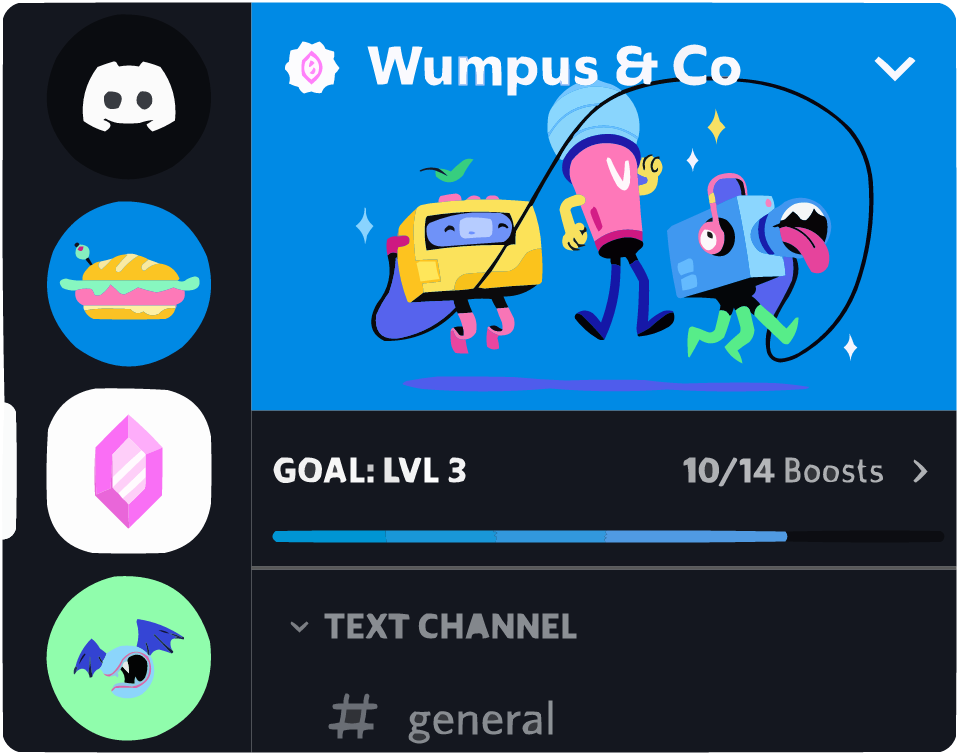 Wumpus & Co
GOAL: LVL 3
10/14 Boosts
TEXT CHANNEL
# general